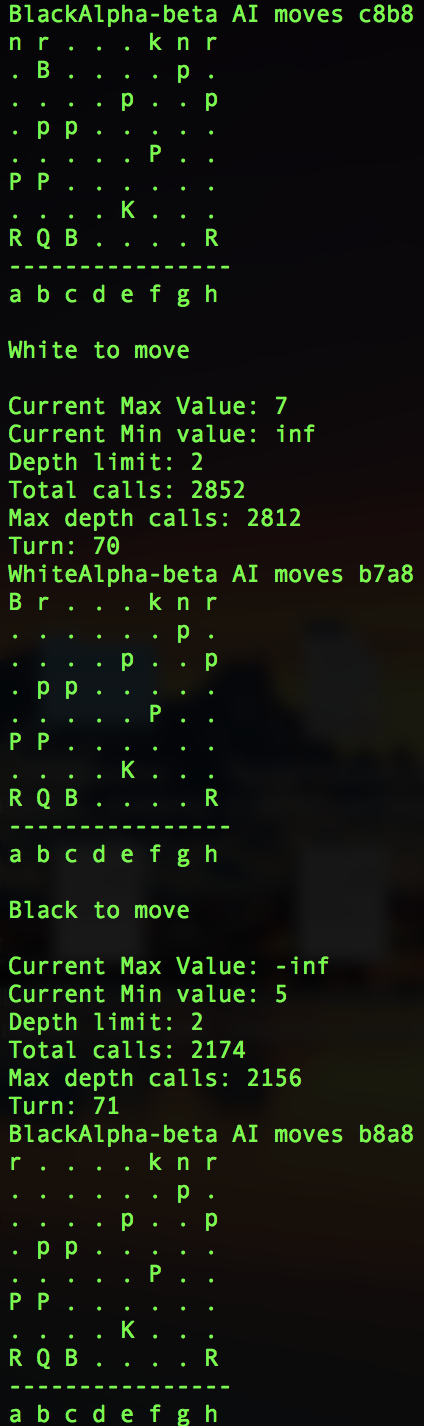 BlackAlpha-beta AI moves c8b8
n r . . . k n r
. B . . . . p .
. . . . p . . p
. p p . . . . .
. . . . . P . .
P P . . . . . .
. . . . K . . .
R Q B . . . . R
----------------
a b c d e f g h
White to move
Current Max Value: 7
Current Min value: inf
Depth limit: 2
Total calls: 2852
Max depth calls: 2812
Turn: 70
WhiteAlpha-beta AI moves b7a8
B r . . . k n r
. . . . . . p .
. . . . p . . p
. p p . . . . .
. . . . . P . .
P P . . . . . .
. . . . K . . .
R Q B . . . . R
----------------
a b c d e f g h
Black to move
Current Max Value: -inf
Current Min value: 5
Depth limit: 2
Total calls: 2174
Max depth calls: 2156
Turn: 71
BlackAlpha-beta AI moves b8a8
r . . . . k n r
. . . . . . p .
. . . . p . . p
. p p . . . . .
. . . . . P . .
P P . . . . . .
. . . . K . . .
R Q B . . . . R
----------------
a b c d e f g h